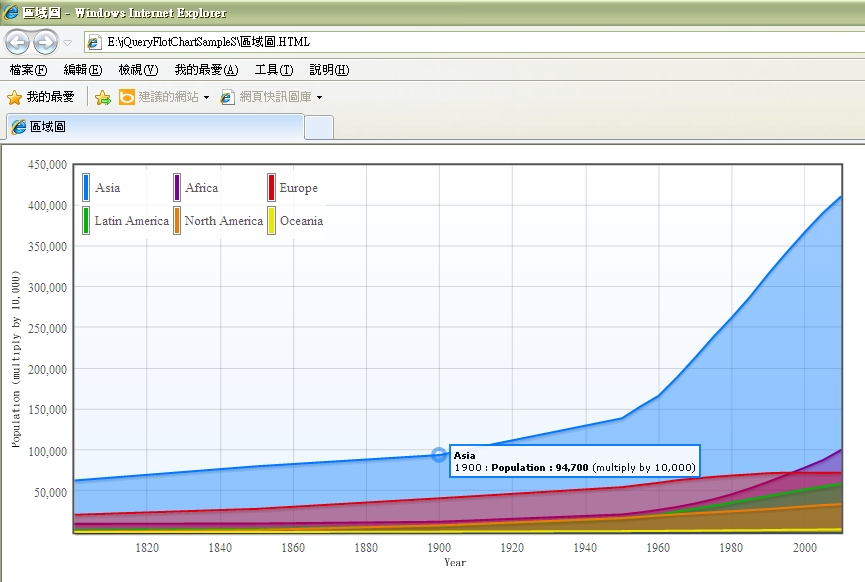 區域圖 - Windows Internet Explorer
E:\jQueryFlotChartSampleS\區域圖.HTML
檔案(F) 編輯(E) 檢視(V) 我的最愛(A) 工具(T) 說明(H)
我的最愛 建議的網站 網頁快訊圖庫
區域圖
450,000
400,000
350,000
300,000
250,000
200,000
150,000
100,000
50,000
Population (multiply by 10,000)
Asia Africa Europe
Latin America North America Oceania
Asia
1900 : Population : 94,700 (multiply by 10,000)
1820 1840 1860 1880 1900 1920 1940 1960 1980 2000
Year